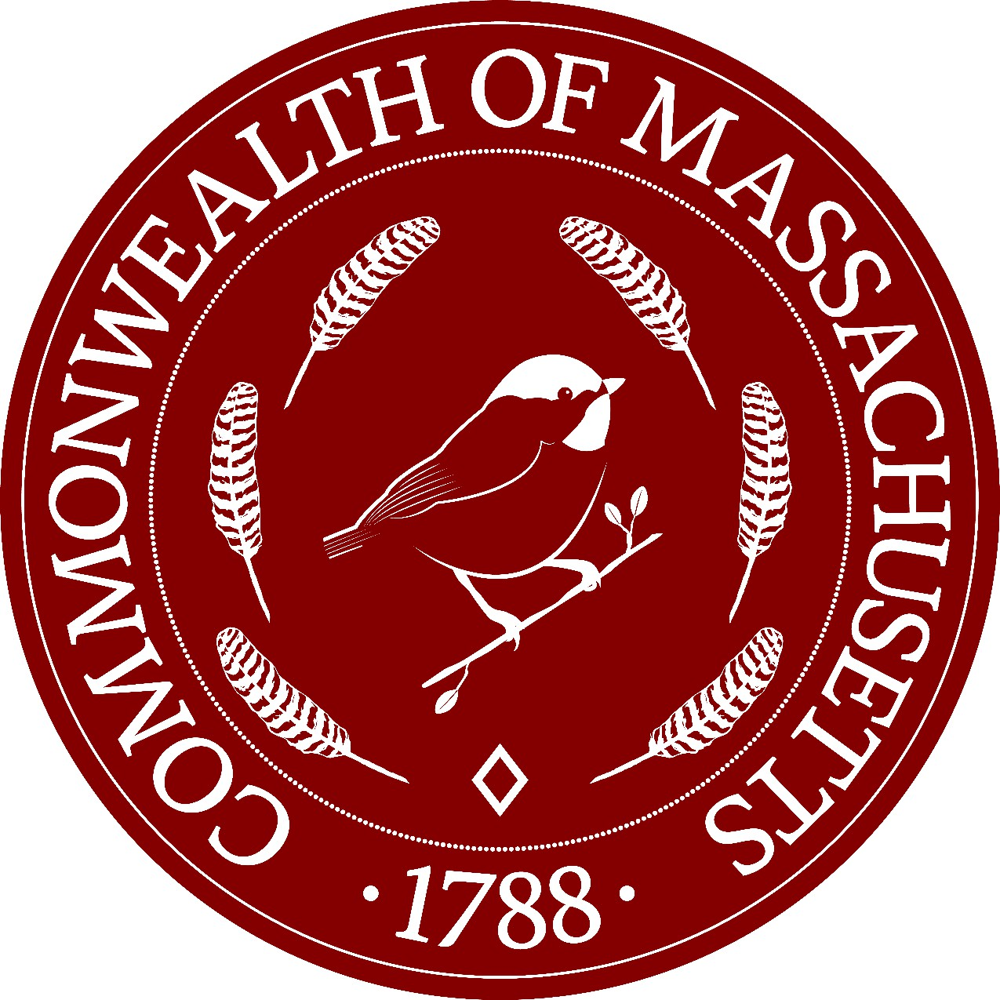 COMMONWEALTH OF MASSACHUSETTS
· 1788 ·